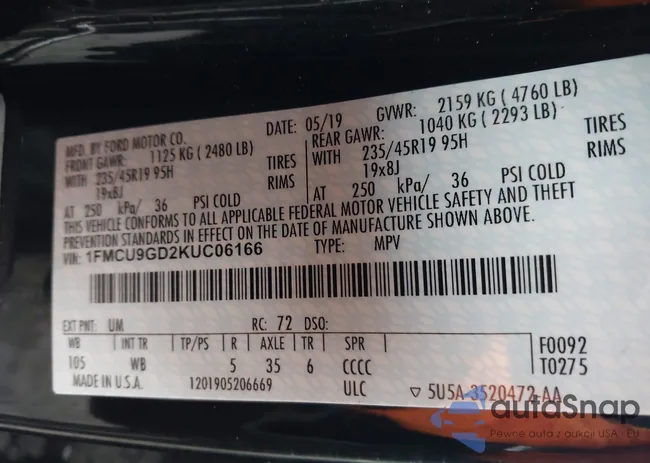 MFD. BY FORD MOTOR CO.
DATE: 05/19 GVWR: 2159 KG ( 4760 LB)
FRONT GAWR: 1125 KG ( 2480 LB) REAR GAWR: 1040 KG ( 2293 LB)
WITH 235/45R19 95H TIRES WITH 235/45R19 95H TIRES
19x8J RIMS 19x8J RIMS
AT 250 kPa/ 36 PSI COLD AT 250 kPa/ 36 PSI COLD
THIS VEHICLE CONFORMS TO ALL APPLICABLE FEDERAL MOTOR VEHICLE SAFETY AND THEFT
PREVENTION STANDARDS IN EFFECT ON THE DATE OF MANUFACTURE SHOWN ABOVE.
VIN: 1FMCU9GD2KUC06166 TYPE: MPV
EXT PNT: UM RC: 72 DSO:
WB INT TR TP/PS R AXLE TR SPR F0092
105 WB 5 35 6 CCCC T0275
MADE IN U.S.A. 1201905206669 ULC ▽ 5U5A-3520472-AA
autoSnap
Pewne auta z aukcji USA - EU